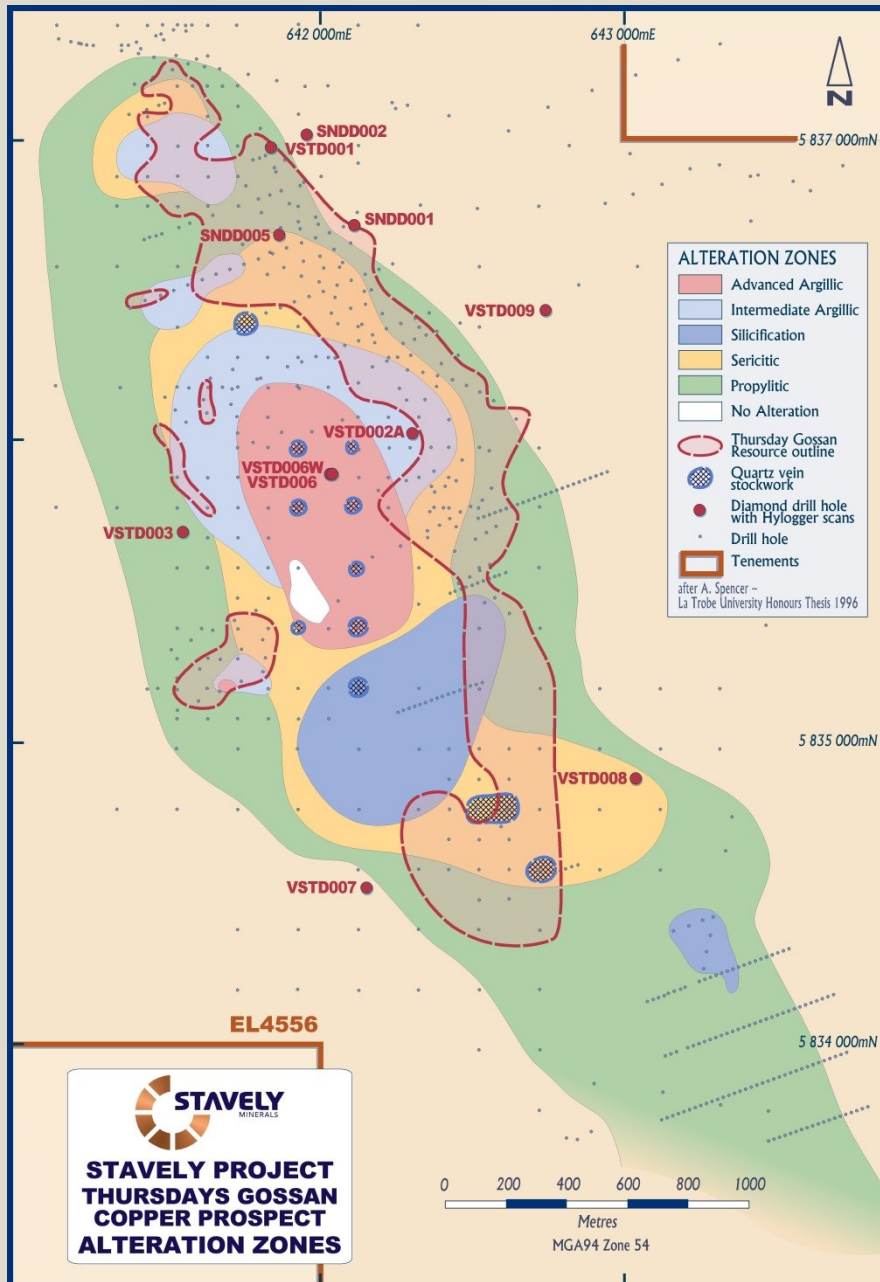 642 000mE
643 000mE
N
5 837 000mN
SNDD002
VSTD001
SNDD001
SNDD005
VSTD009
ALTERATION ZONES
Advanced Argillic
Intermediate Argillic
Silicification
Sericitic
Propylitic
No Alteration
Thursday Gossan
Resource outline
Quartz vein
stockwork
Diamond drill hole
with Hylogger scans
Drill hole
Tenements
after A. Spencer –
La Trobe University Honours Thesis 1996
VSTD002A
VSTD006W
VSTD006
VSTD003
5 835 000mN
VSTD008
VSTD007
EL4556
5 834 000mN
STAVELY
MINERALS
STAVELY PROJECT
THURSDAYS GOSSAN
COPPER PROSPECT
ALTERATION ZONES
0 200 400 600 800 1000
Metres
MGA94 Zone 54